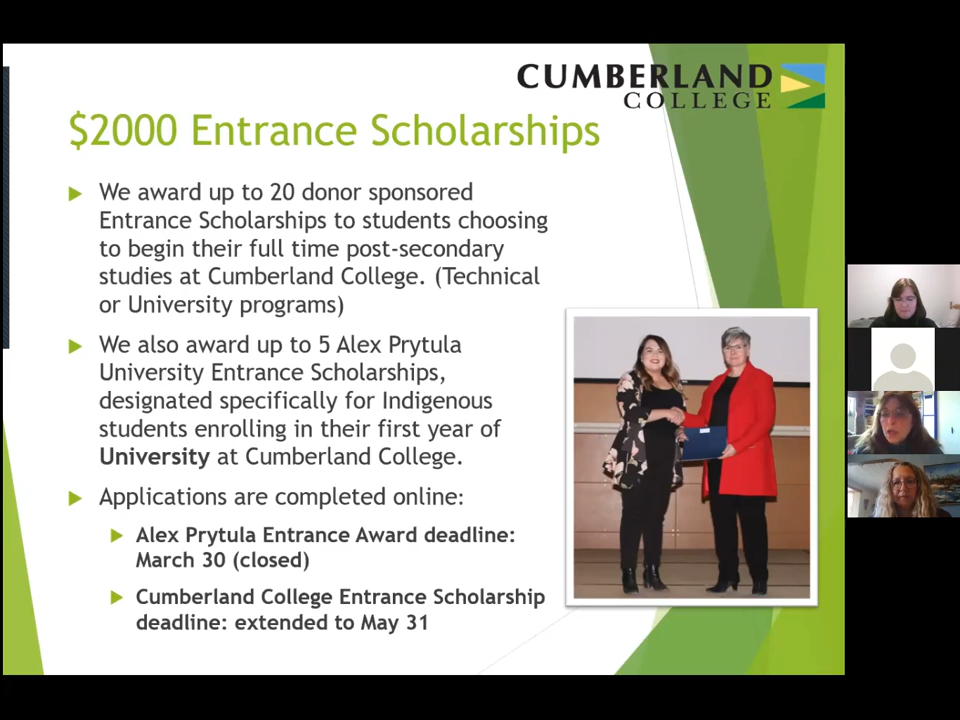 CUMBERLAND
COLLEGE
$2000 Entrance Scholarships
We award up to 20 donor sponsored
Entrance Scholarships to students choosing
to begin their full time post-secondary
studies at Cumberland College. (Technical
or University programs)
We also award up to 5 Alex Prytula
University Entrance Scholarships,
designated specifically for Indigenous
students enrolling in their first year of
University at Cumberland College.
Applications are completed online:
Alex Prytula Entrance Award deadline:
March 30 (closed)
Cumberland College Entrance Scholarship
deadline: extended to May 31